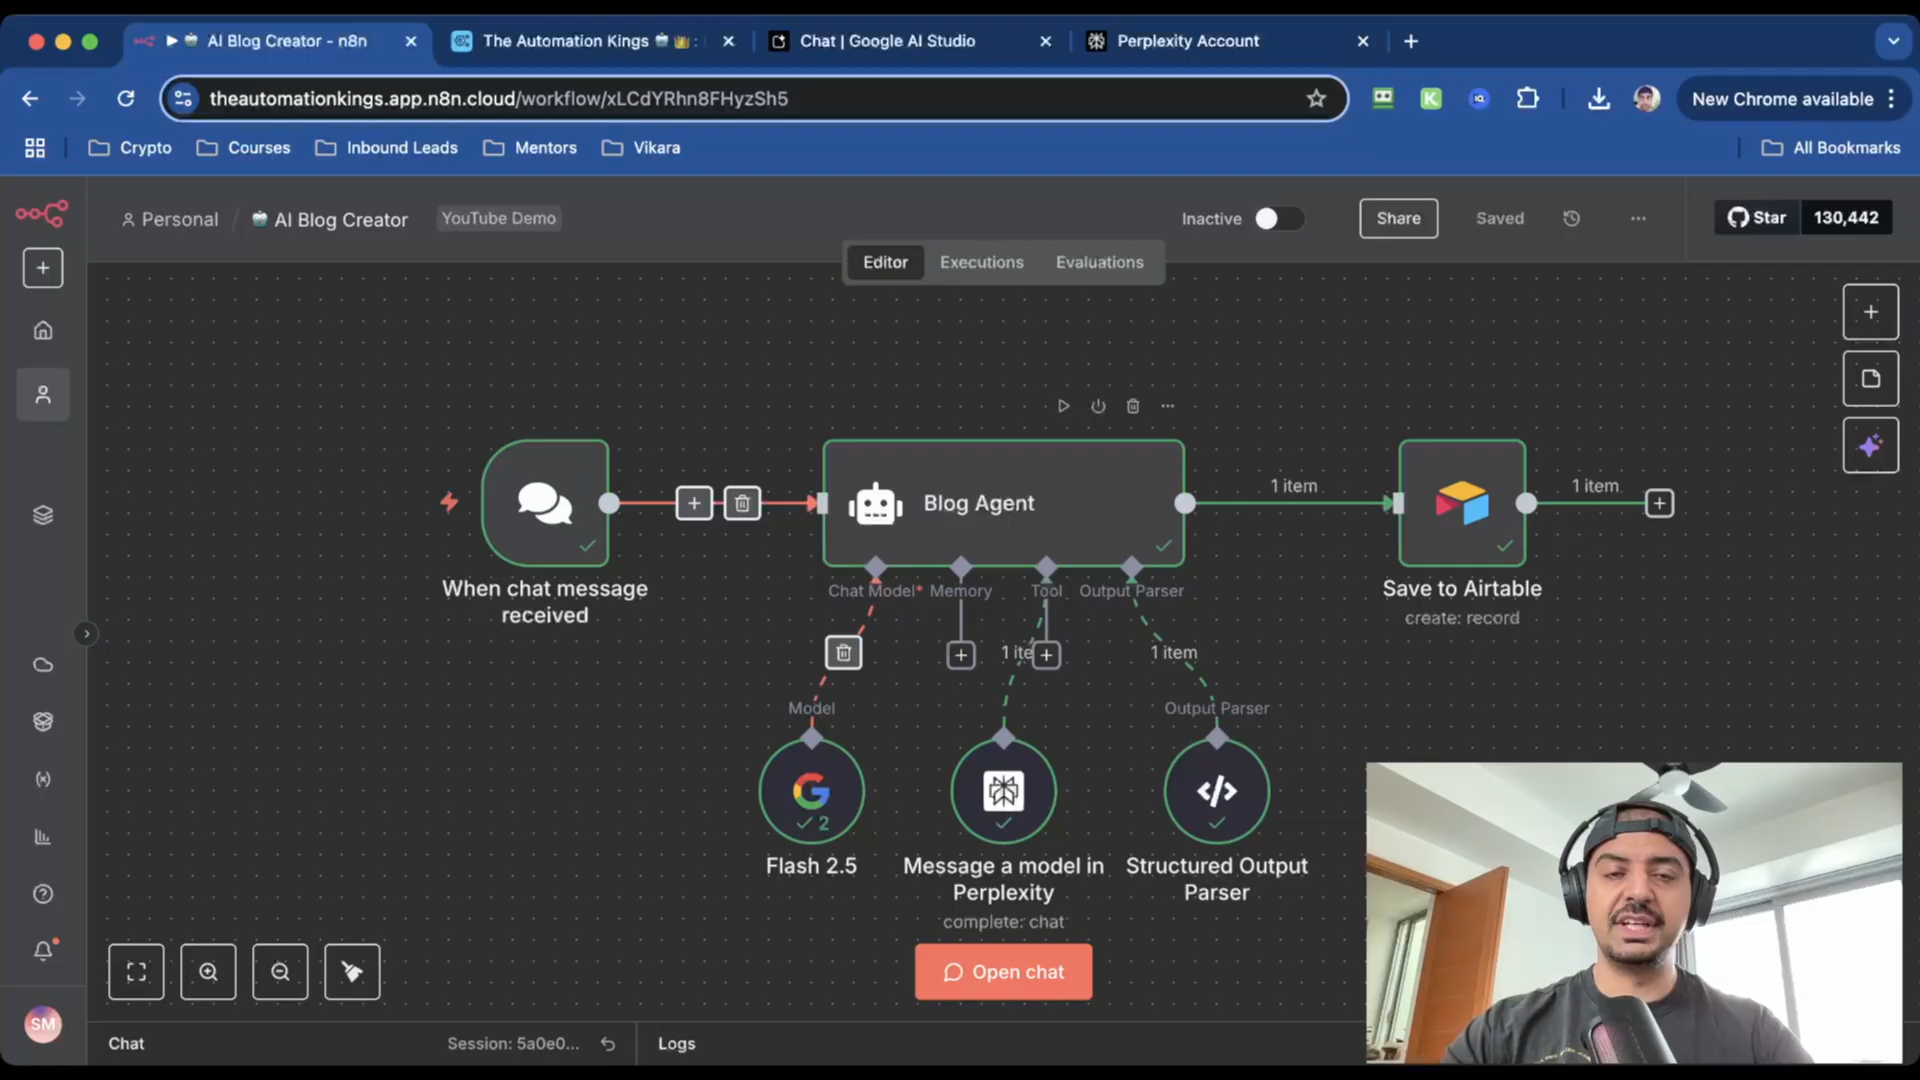 AI Blog Creator - n8n
The Automation Kings
Chat | Google AI Studio
Perplexity Account
theautomationkings.app.n8n.cloud/workflow/xLCdYRhn8FHyzSh5
New Chrome available
Crypto
Courses
Inbound Leads
Mentors
Vikara
All Bookmarks
Personal / AI Blog Creator
YouTube Demo
Inactive
Share
Saved
Star
130,442
Editor
Executions
Evaluations
Blog Agent
1 item
1 item
When chat message
received
Chat Model*
Memory
Tool
Output Parser
Save to Airtable
create: record
1 ite
1 item
Model
Output Parser
2
Flash 2.5
Message a model in
Perplexity
complete: chat
Structured Output
Parser
Open chat
SM
Chat
Session: 5a0e0...
Logs